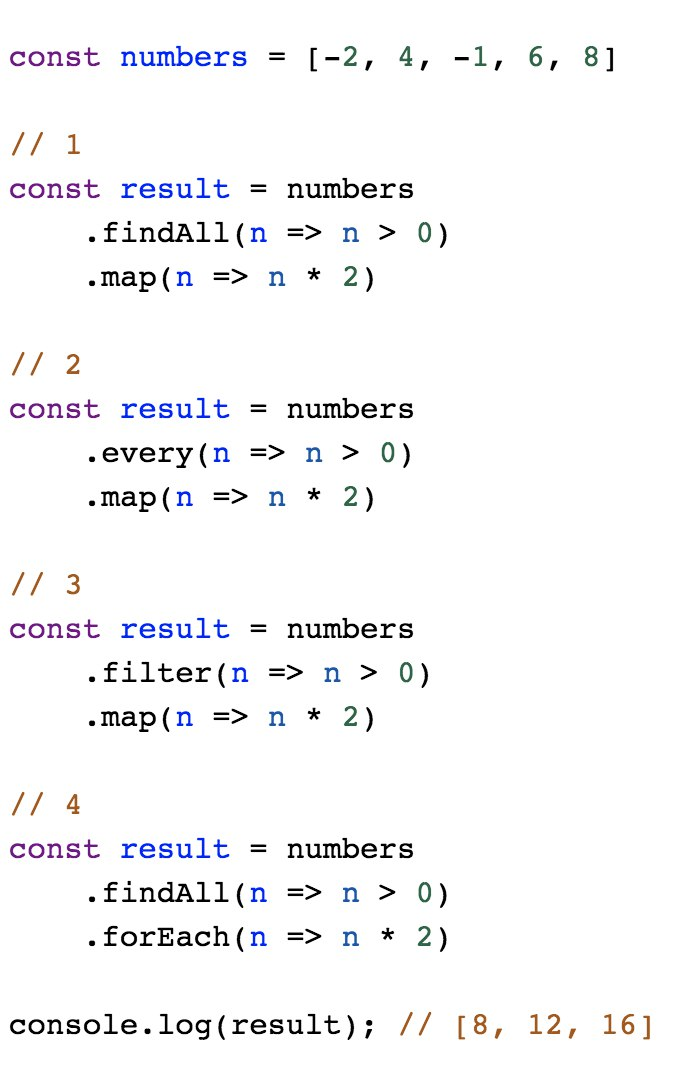 const numbers = [-2, 4, -1, 6, 8]
// 1
const result = numbers
    .findAll(n => n > 0)
    .map(n => n * 2)
// 2
const result = numbers
    .every(n => n > 0)
    .map(n => n * 2)
// 3
const result = numbers
    .filter(n => n > 0)
    .map(n => n * 2)
// 4
const result = numbers
    .findAll(n => n > 0)
    .forEach(n => n * 2)
console.log(result); // [8, 12, 16]